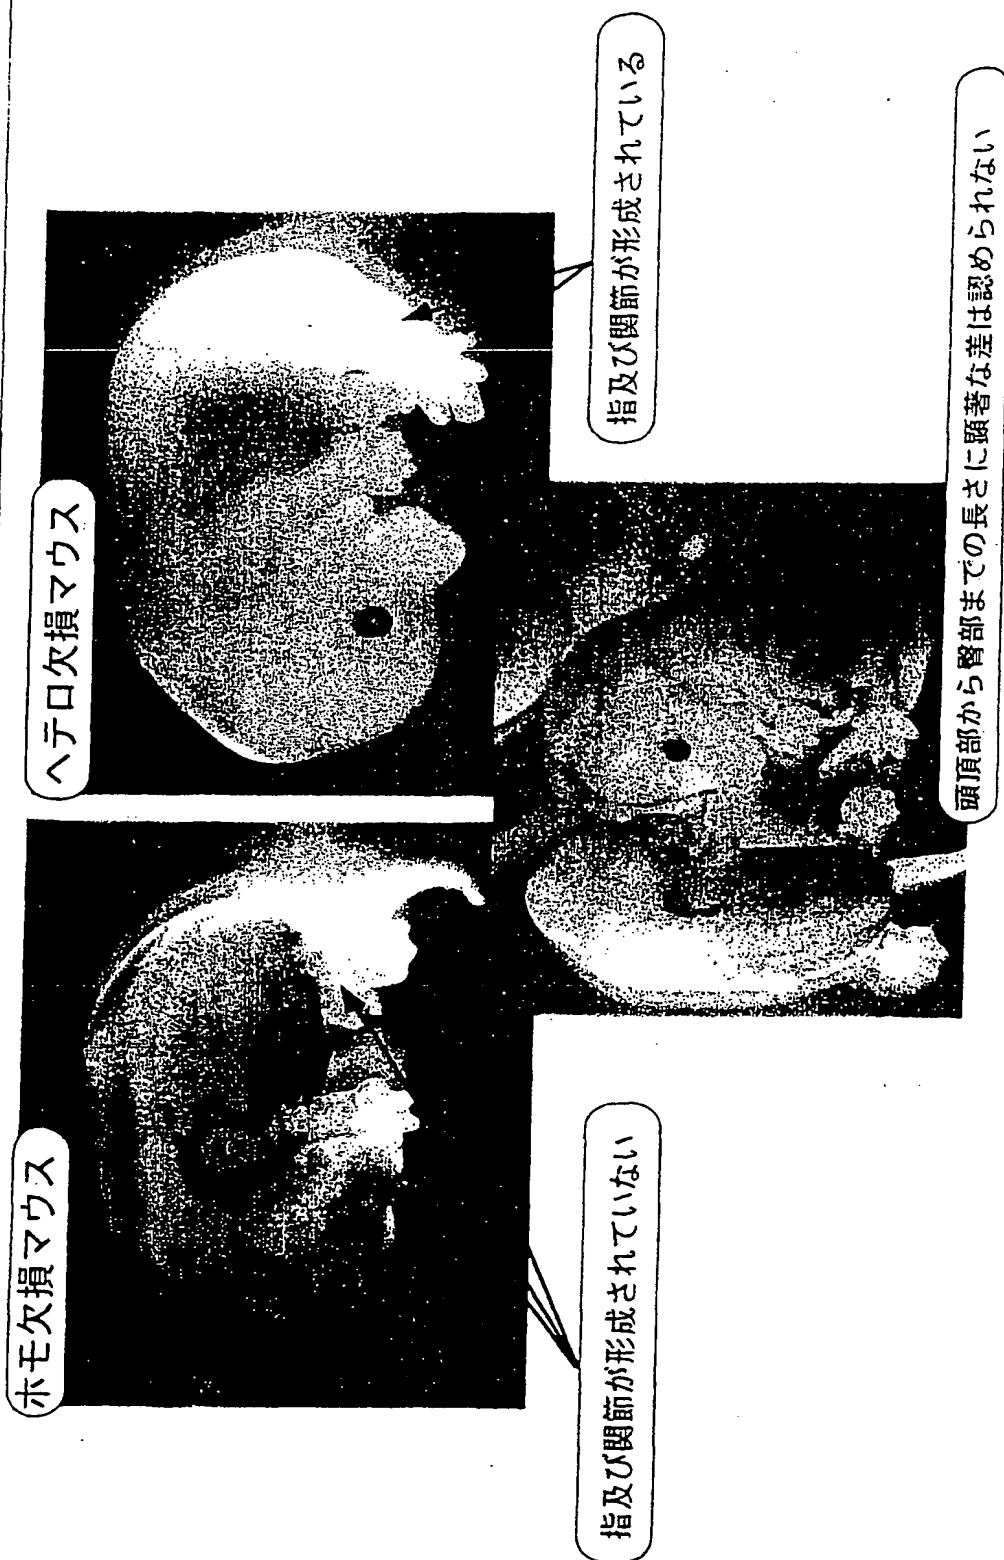 ホモ欠損マウス
ヘテロ欠損マウス
指及び関節が形成されていない
指及び関節が形成されている
頭頂部から臀部までの長さに顕著な差は認められない